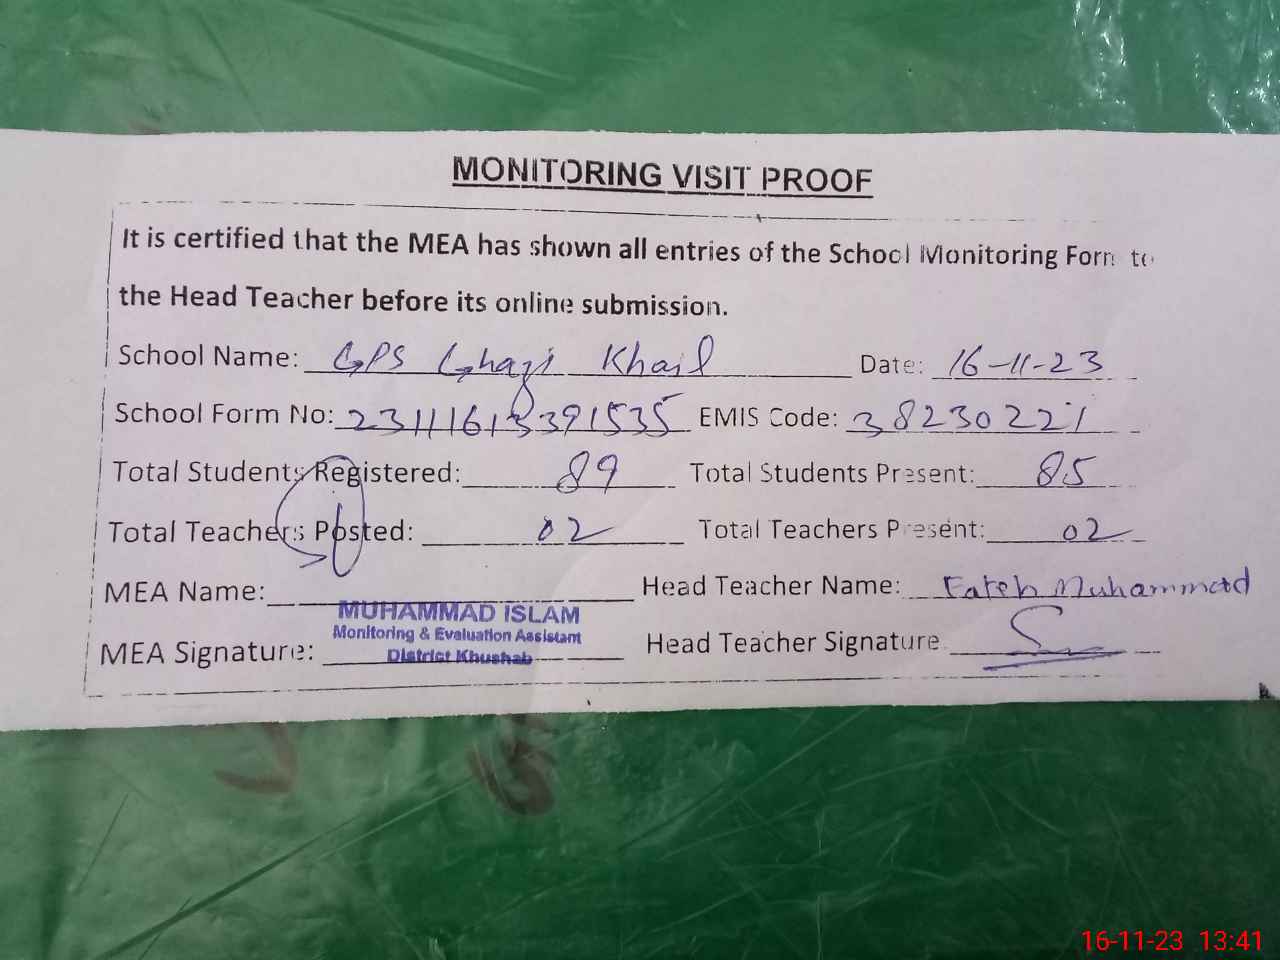 MONITORING VISIT PROOF
It is certified that the MEA has shown all entries of the School Monitoring Form to
the Head Teacher before its online submission.
School Name: GPS Ghazi Khail Date: 16-11-23
School Form No: 23111613391535 EMIS Code: 38230221
Total Students Registered: 89 Total Students Present: 85
Total Teachers Posted: 02 Total Teachers Present: 02
MEA Name: Head Teacher Name: Fateh Muhammad
MUHAMMAD ISLAM
Monitoring & Evaluation Assistant
MEA Signature: District Khushab Head Teacher Signature
16-11-23 13:41